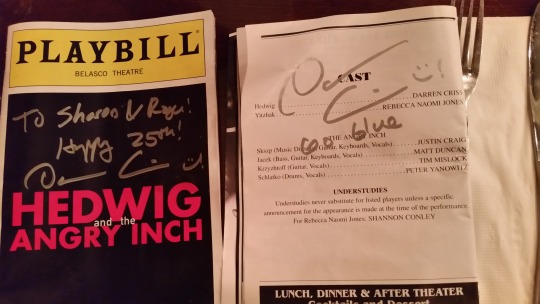 PLAYBILL
BELASCO THEATRE
To Sharon
Happy 25th!
HEDWIG
and the
ANGRY INCH
CAST
Hedwig DARREN CRISS
Yitzhak REBECCA NAOMI JONES
blue
THE ANGRY INCH
Skszp (Music Guitar, Keyboards, Vocals) JUSTIN CRAIG
Jacek (Bass, Guitar, Keyboards, Vocals) MATT DUNCAN
Krzyzhtoff (Guitar, Vocals) TIM MISLOCK
Schlatko (Drums, Vocals) PETER YANOWITZ
UNDERSTUDIES
Understudies never substitute for listed players unless a specific
announcement for the appearance is made at the time of the performance.
For Rebecca Naomi Jones: SHANNON CONLEY
LUNCH, DINNER & AFTER THEATER
Cocktails and Dessert